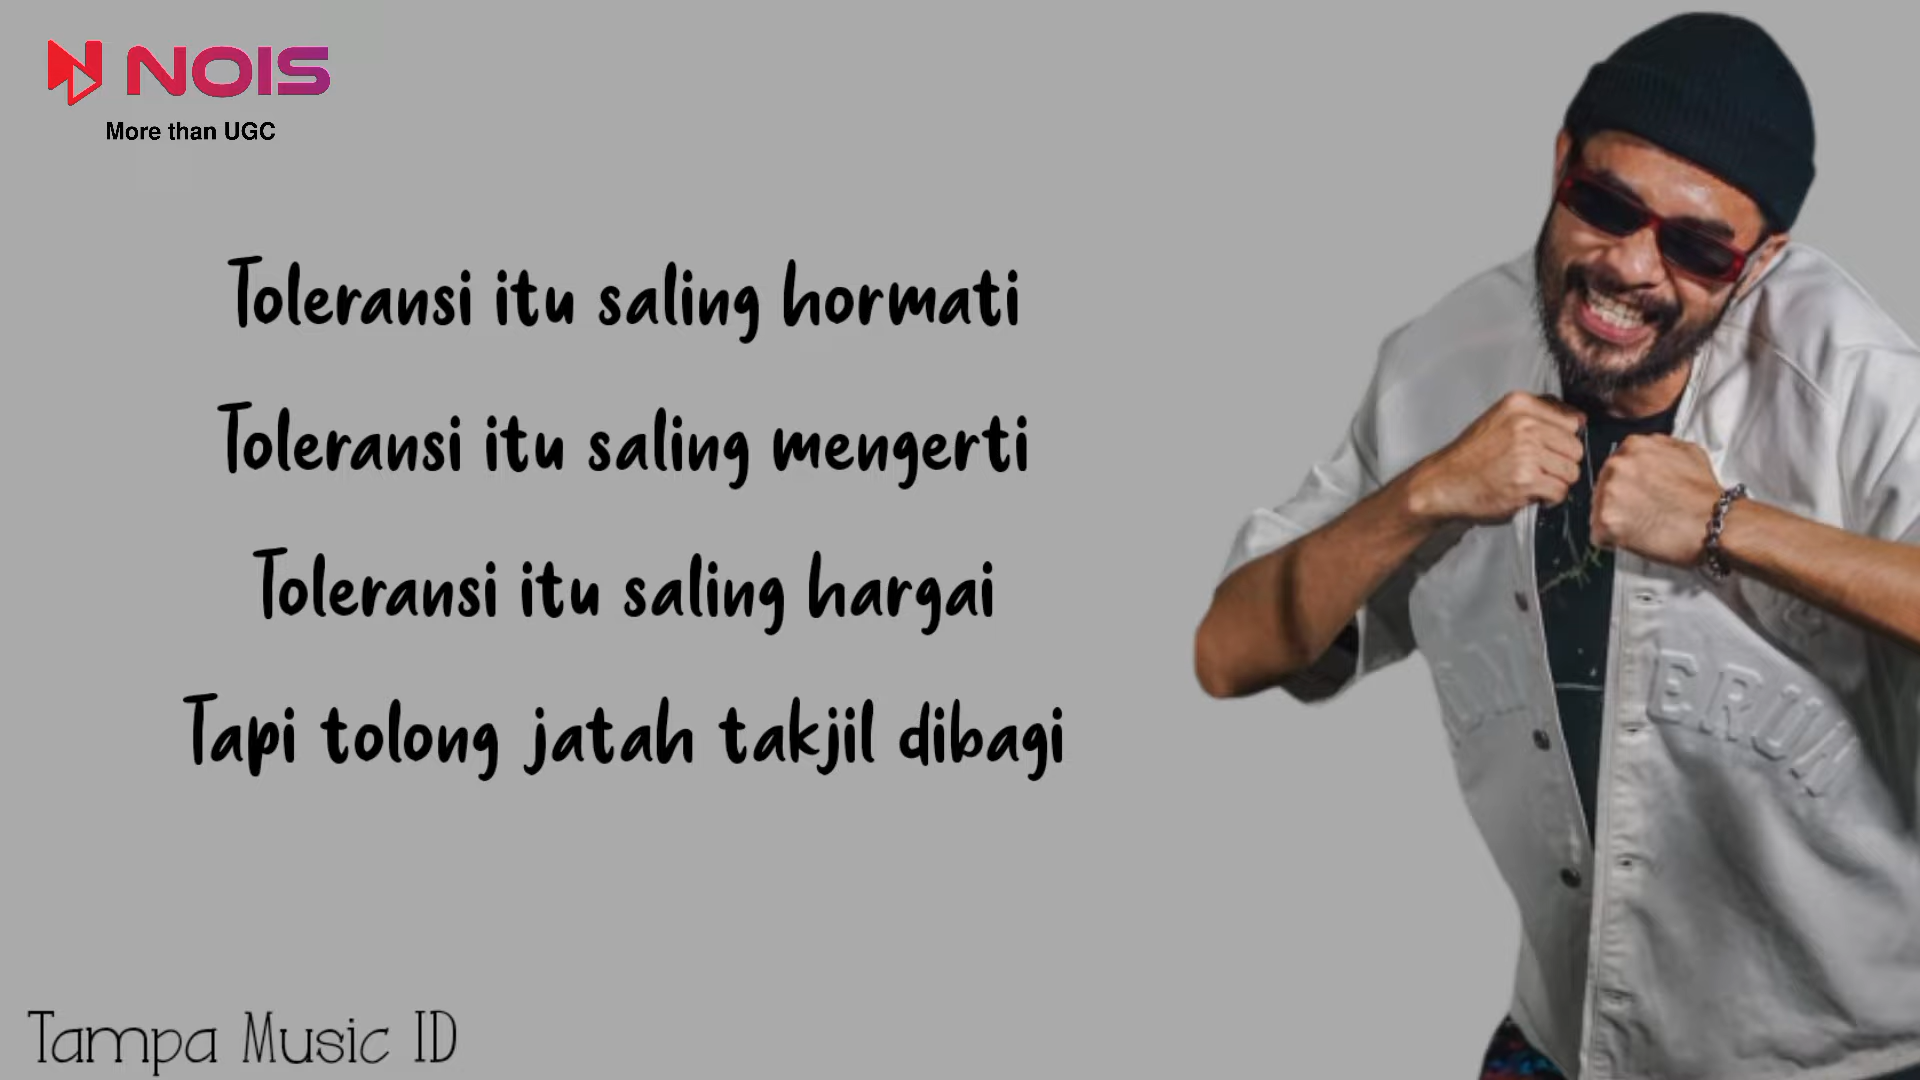 NOIS
More than UGC
Toleransi itu saling hormati
Toleransi itu saling mengerti
Toleransi itu saling hargai
Tapi tolong jatah takjil dibagi
Tampa Music ID